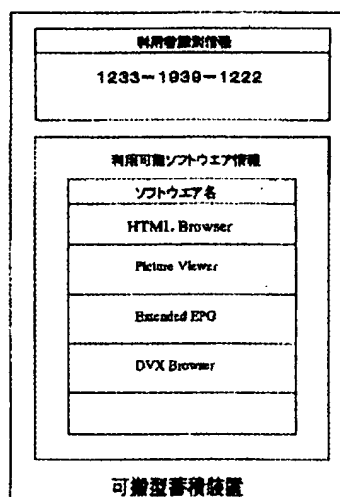 利用者識別情報
1233-1939-1222
利用可能ソフトウエア情報
ソフトウエア名
HTML Browser
Picture Viewer
Extended EPG
DVX Browser
可搬型蓄積装置